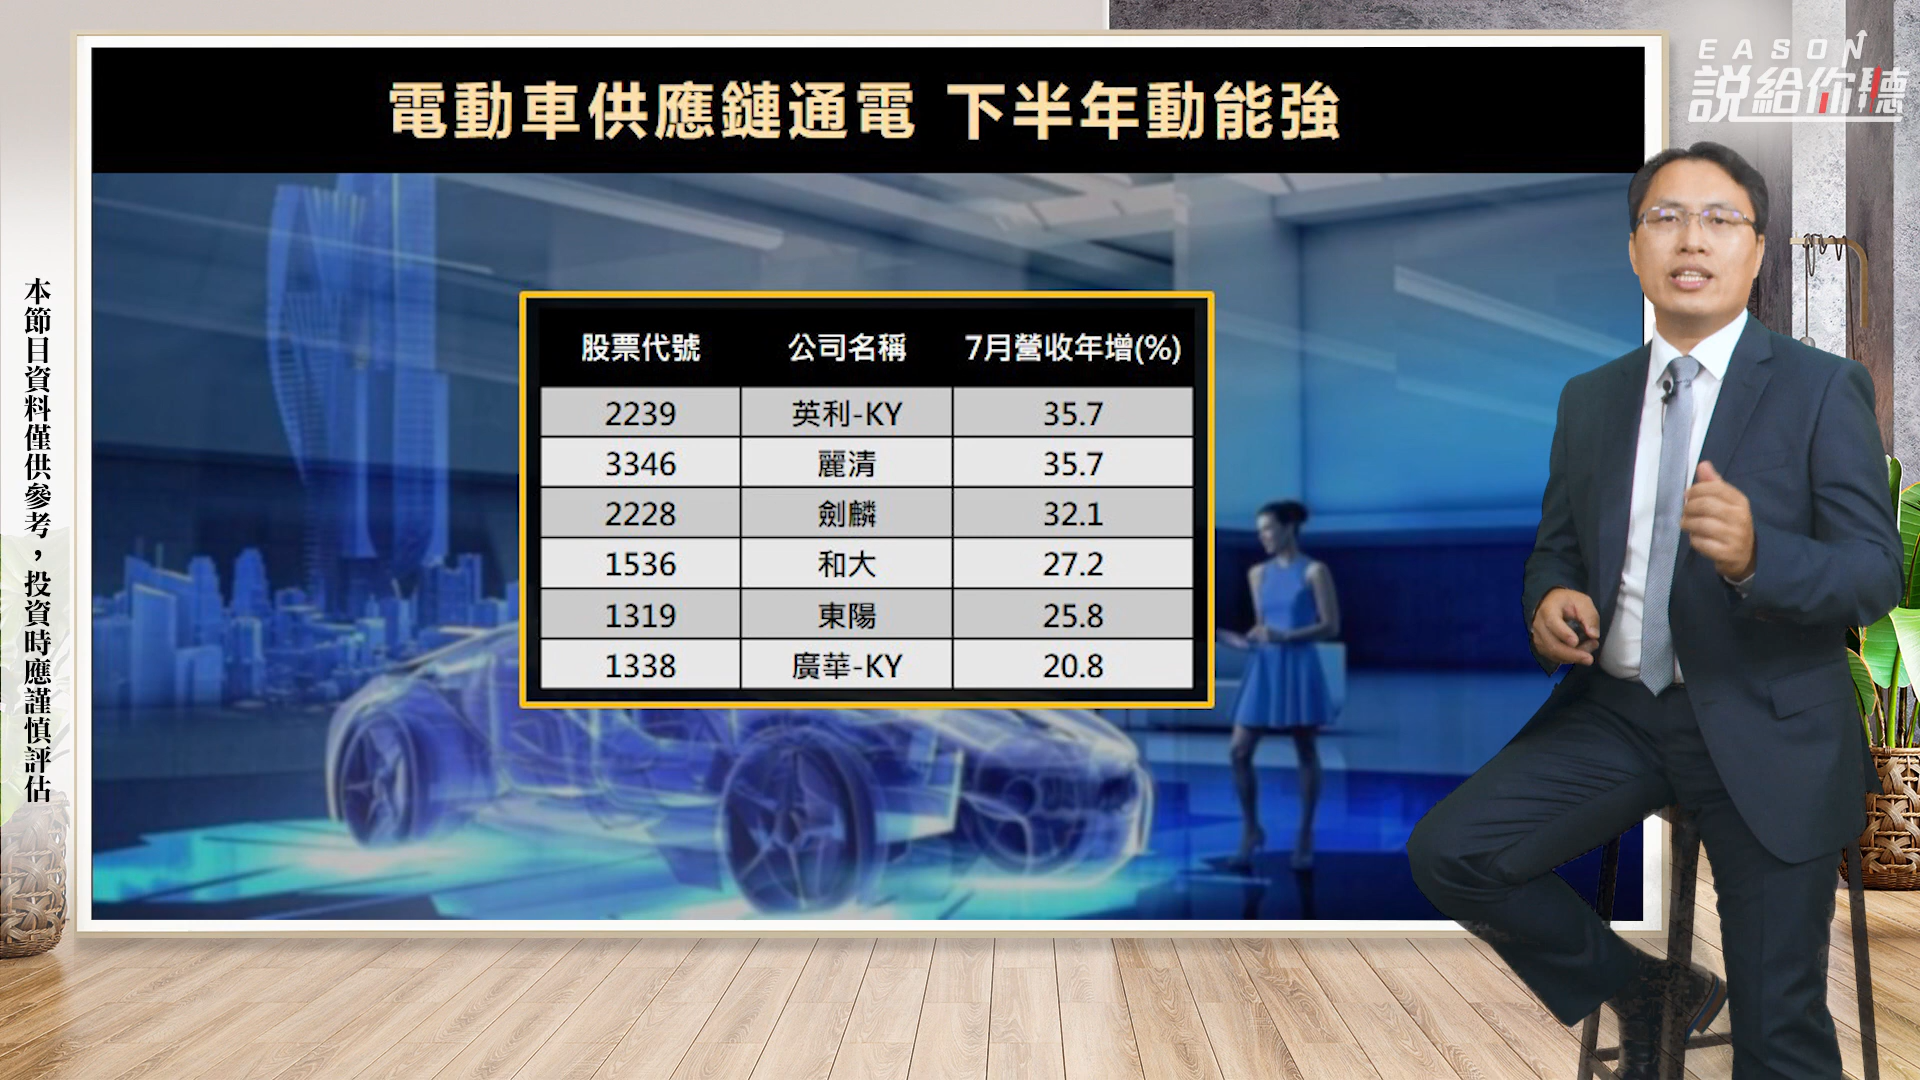 電動車供應鏈通電 下半年動能強
EASON
說給你聽
本節目資料僅供參考，投資時應謹慎評估
股票代號 公司名稱 7月營收年增(%)
2239 英利-KY 35.7
3346 麗清 35.7
2228 劍麟 32.1
1536 和大 27.2
1319 東陽 25.8
1338 廣華-KY 20.8